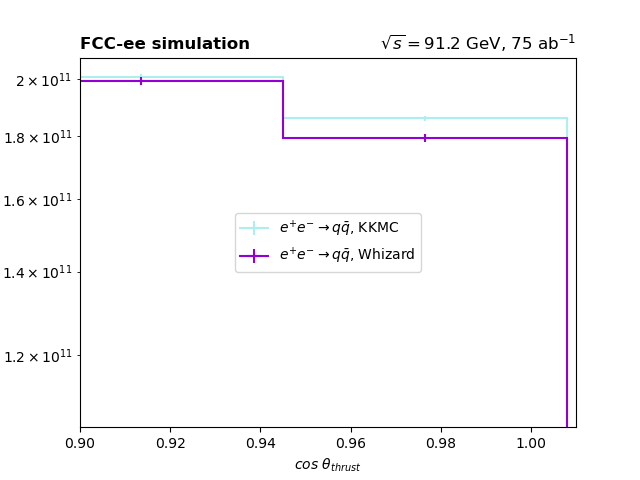 FCC-ee simulation
√s = 91.2 GeV, 75 ab⁻¹
2 × 10¹¹
1.8 × 10¹¹
1.6 × 10¹¹
1.4 × 10¹¹
1.2 × 10¹¹
e⁺e⁻ → qq̄, KKMC
e⁺e⁻ → qq̄, Whizard
0.90 0.92 0.94 0.96 0.98 1.00
cos θ_thrust